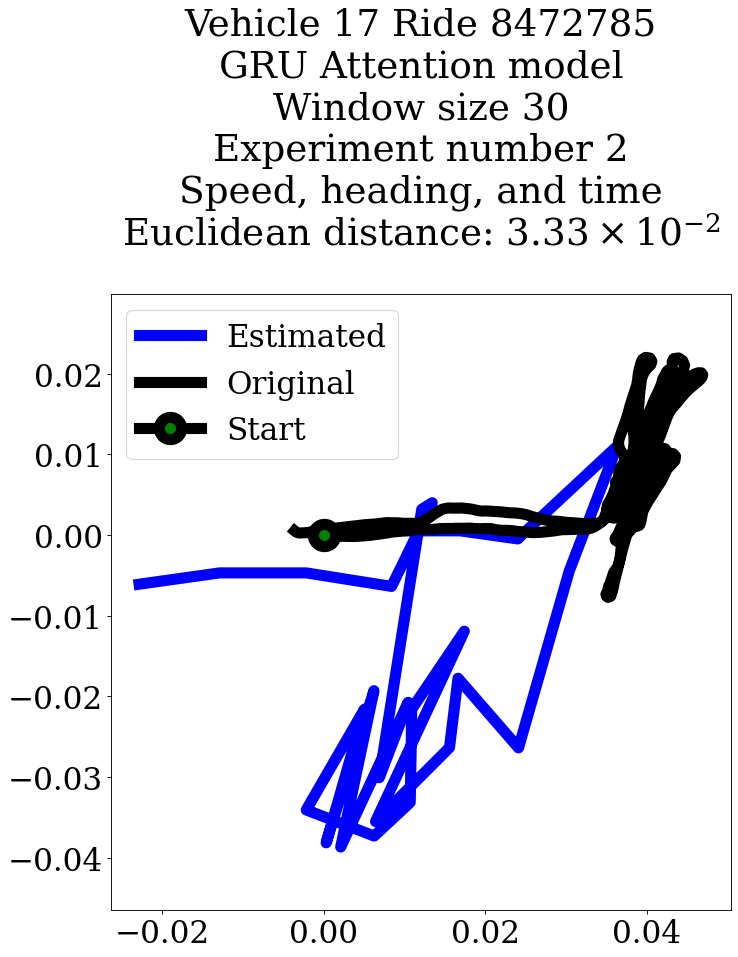 Vehicle 17 Ride 8472785
GRU Attention model
Window size 30
Experiment number 2
Speed, heading, and time
Euclidean distance: 3.33 × 10⁻²
Estimated
Original
Start
0.02
0.01
0.00
−0.01
−0.02
−0.03
−0.04
−0.02 0.00 0.02 0.04